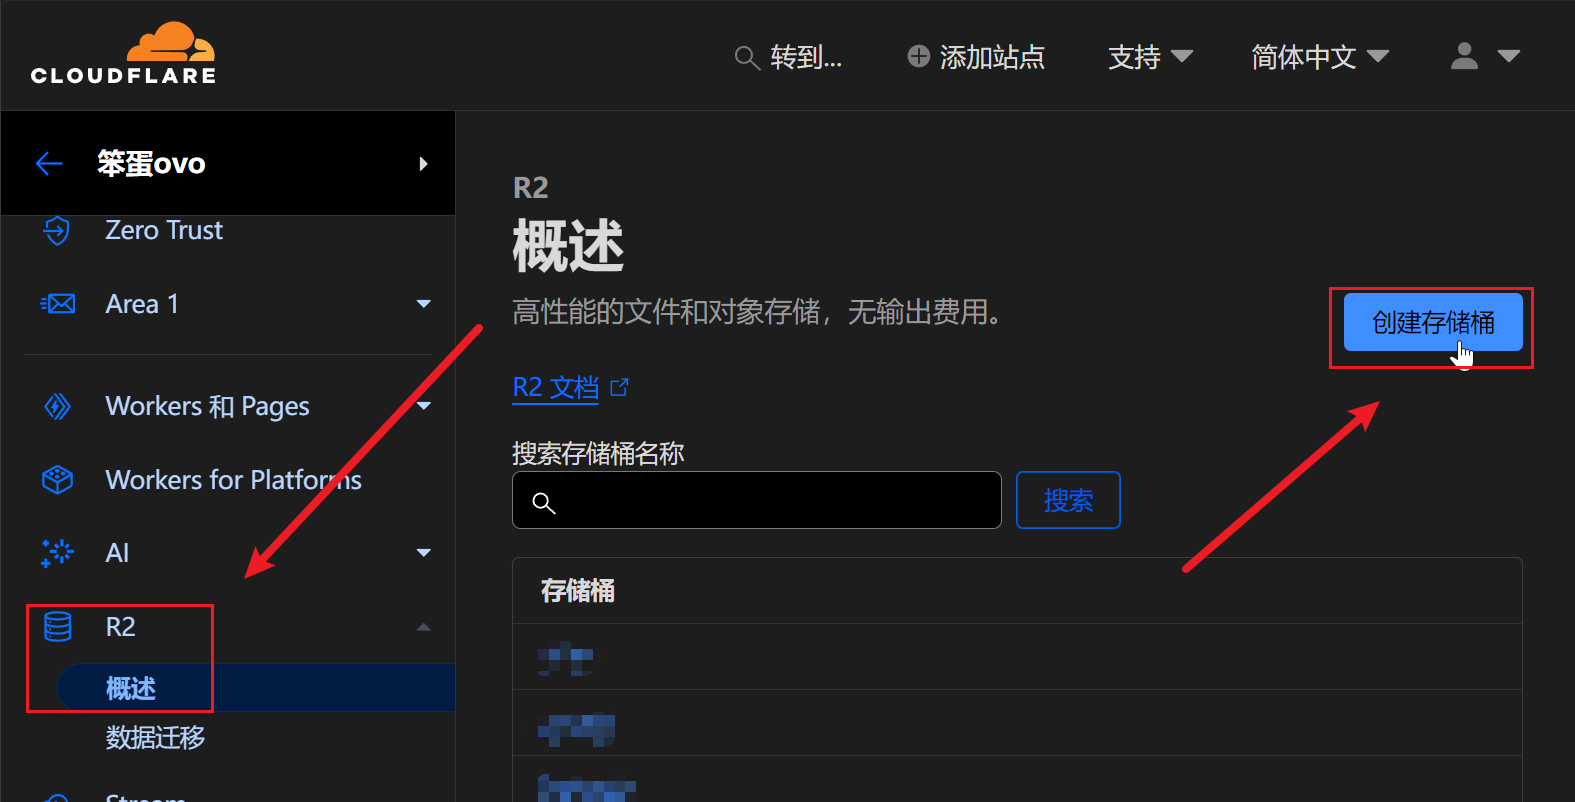 CLOUDFLARE
转到...
添加站点
支持
简体中文
笨蛋ovo
Zero Trust
Area 1
Workers 和 Pages
Workers for Platforms
AI
R2
概述
数据迁移
Stream
R2
概述
高性能的文件和对象存储，无输出费用。
创建存储桶
R2 文档
搜索存储桶名称
搜索
存储桶